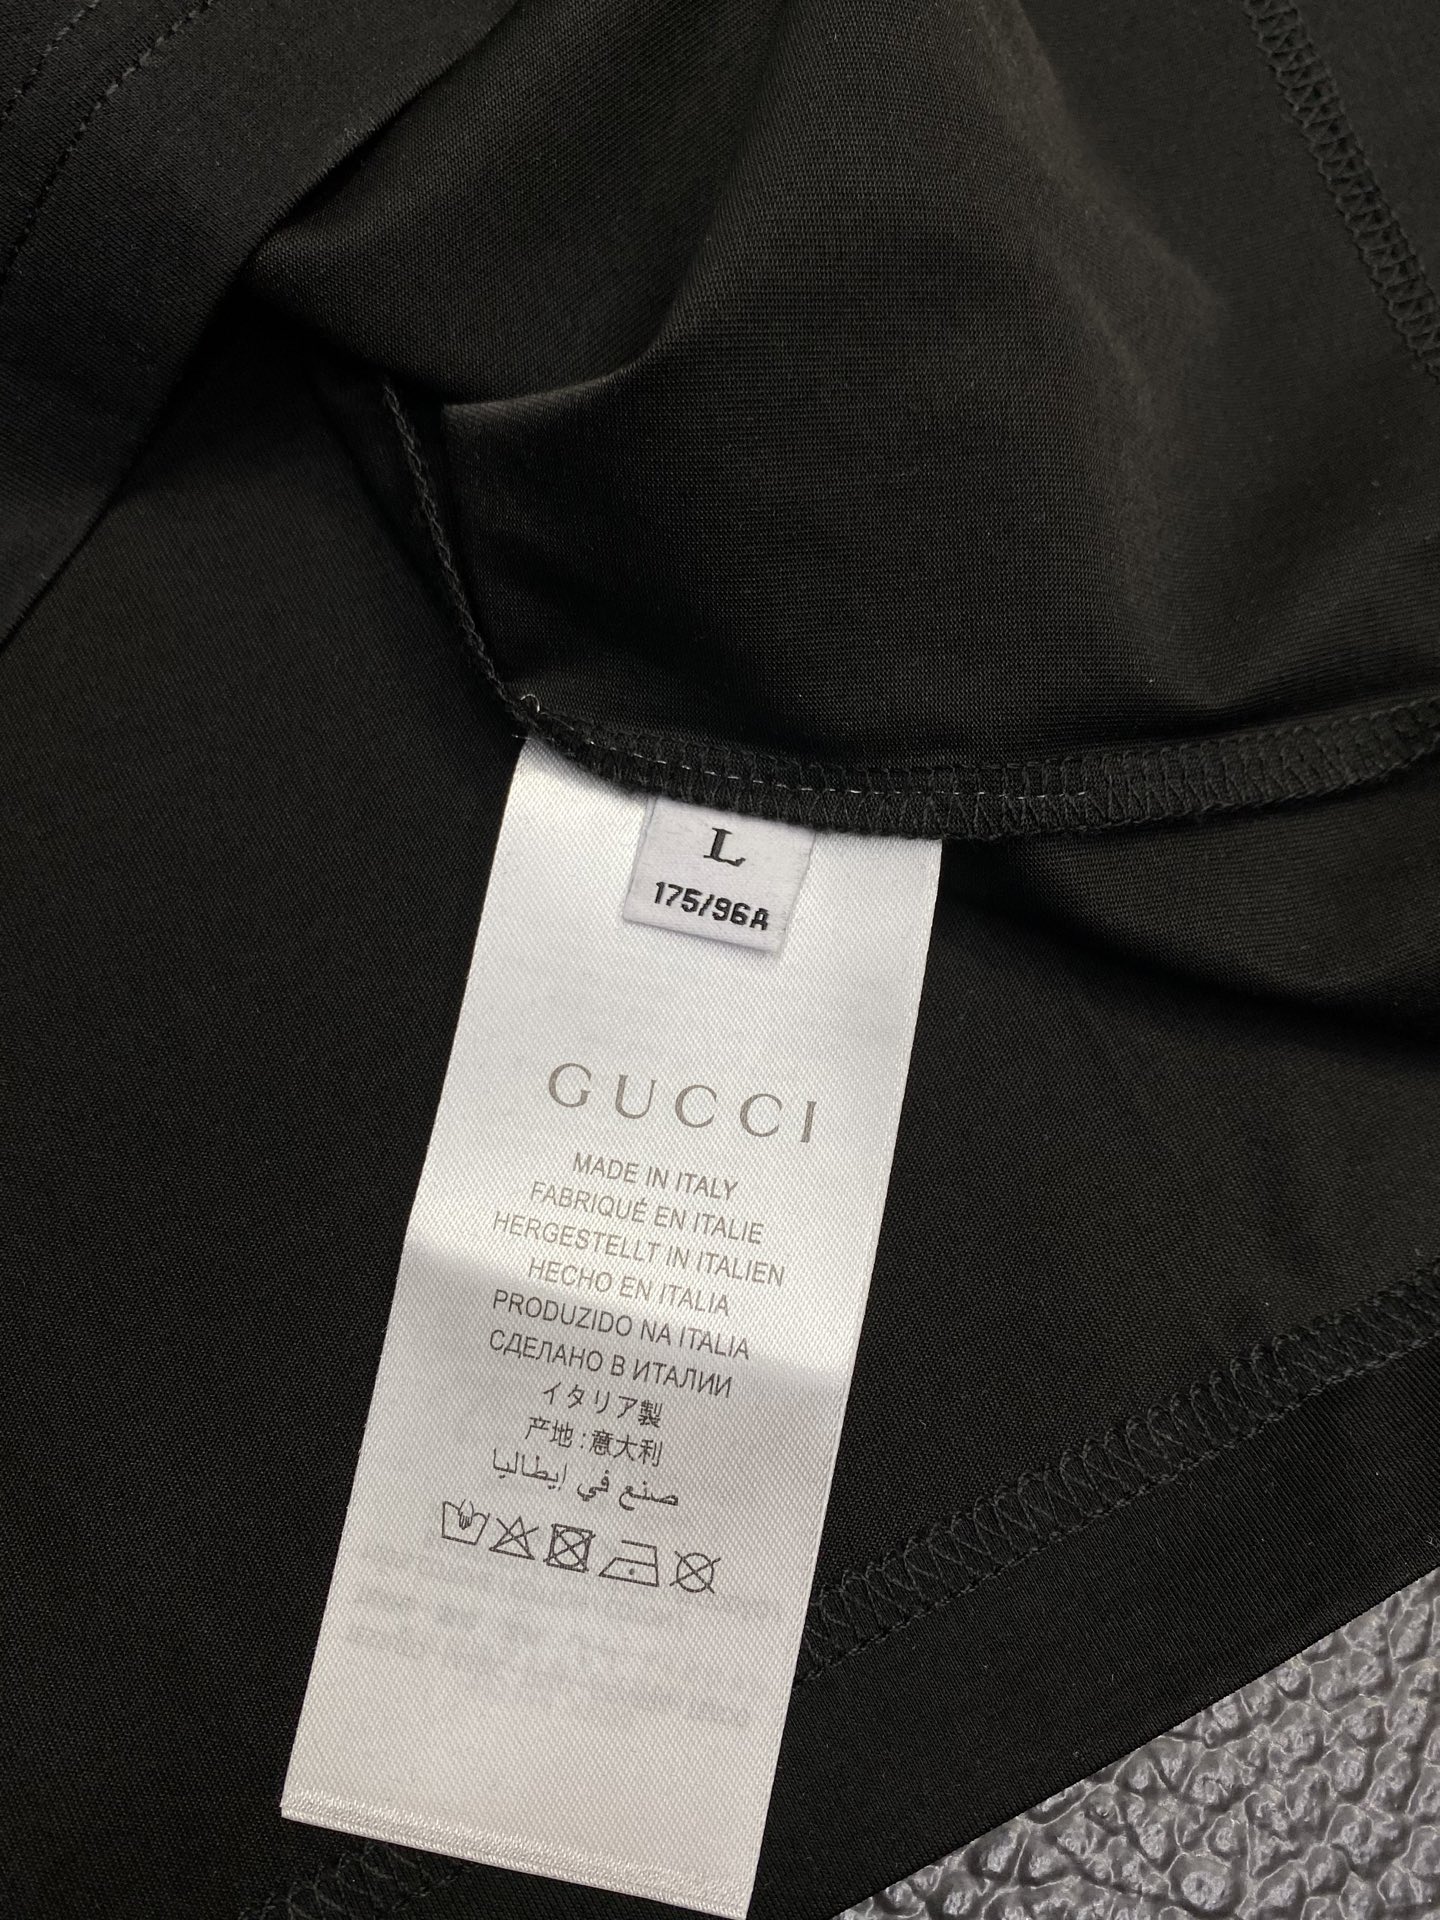 L
175/96A
GUCCI
MADE IN ITALY
FABRIQUÉ EN ITALIE
HERGESTELLT IN ITALIEN
HECHO EN ITALIA
PRODUZIDO NA ITALIA
СДЕЛАНО В ИТАЛИИ
イタリア製
产地:意大利
صنع في إيطاليا